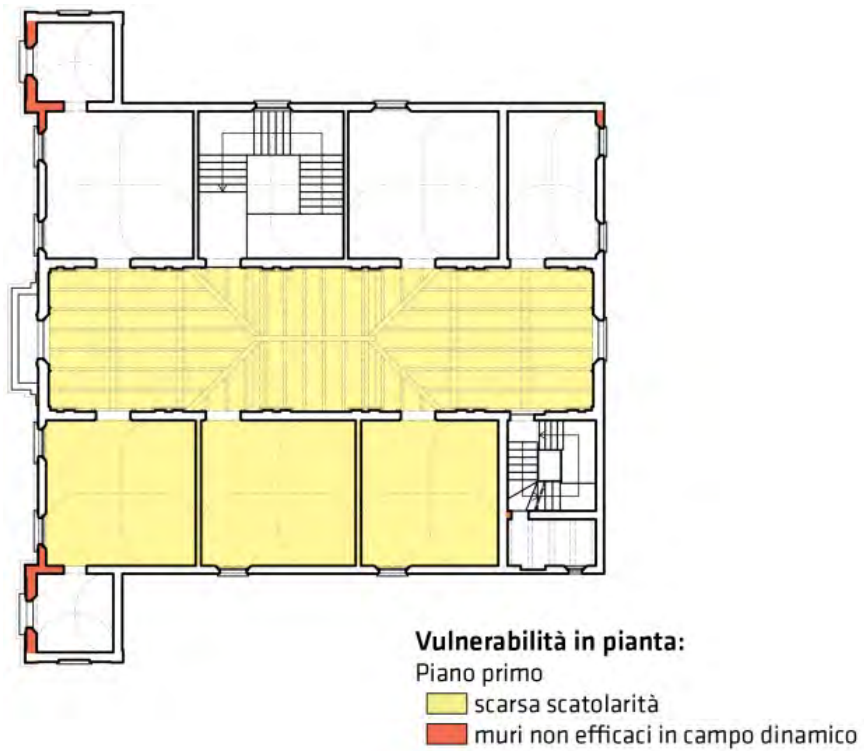 Vulnerabilità in pianta:
Piano primo
scarsa scatolarità
muri non efficaci in campo dinamico